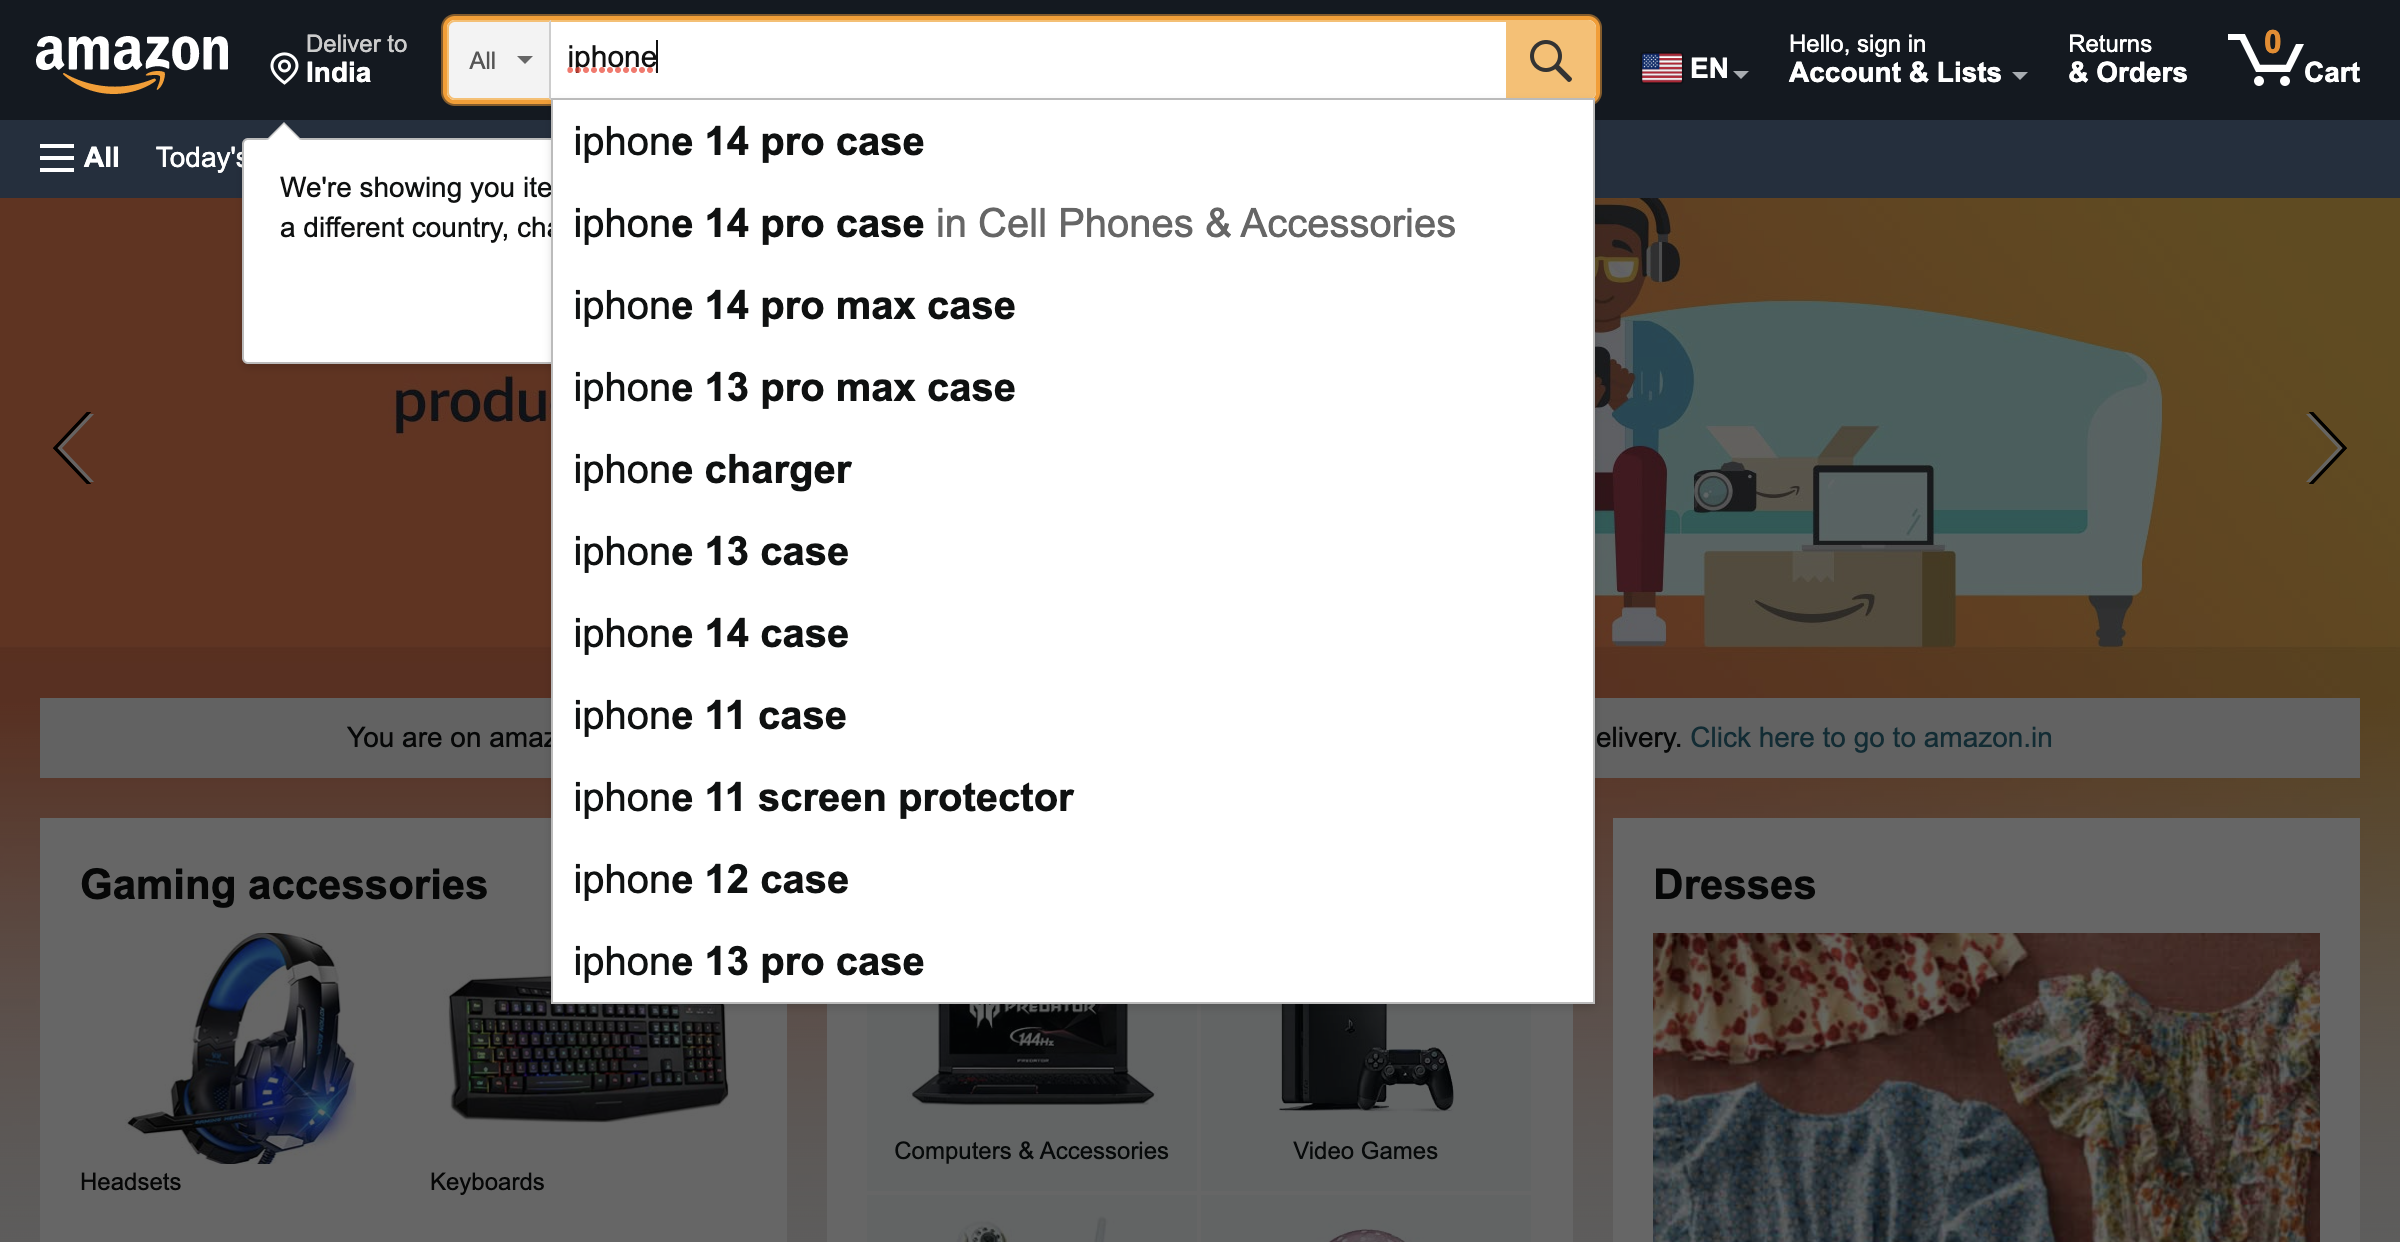 amazon
Deliver to
India
All
iphone
EN
Hello, sign in
Account & Lists
Returns
& Orders
0
Cart
All
Today's
We're showing you ite
a different country, cha
iphone 14 pro case
iphone 14 pro case in Cell Phones & Accessories
iphone 14 pro max case
iphone 13 pro max case
iphone charger
iphone 13 case
iphone 14 case
iphone 11 case
iphone 11 screen protector
iphone 12 case
iphone 13 pro case
produ
You are on amaz
elivery. Click here to go to amazon.in
Gaming accessories
Headsets
Keyboards
PREDATOR
144Hz
PREDATOR
Computers & Accessories
Video Games
Dresses